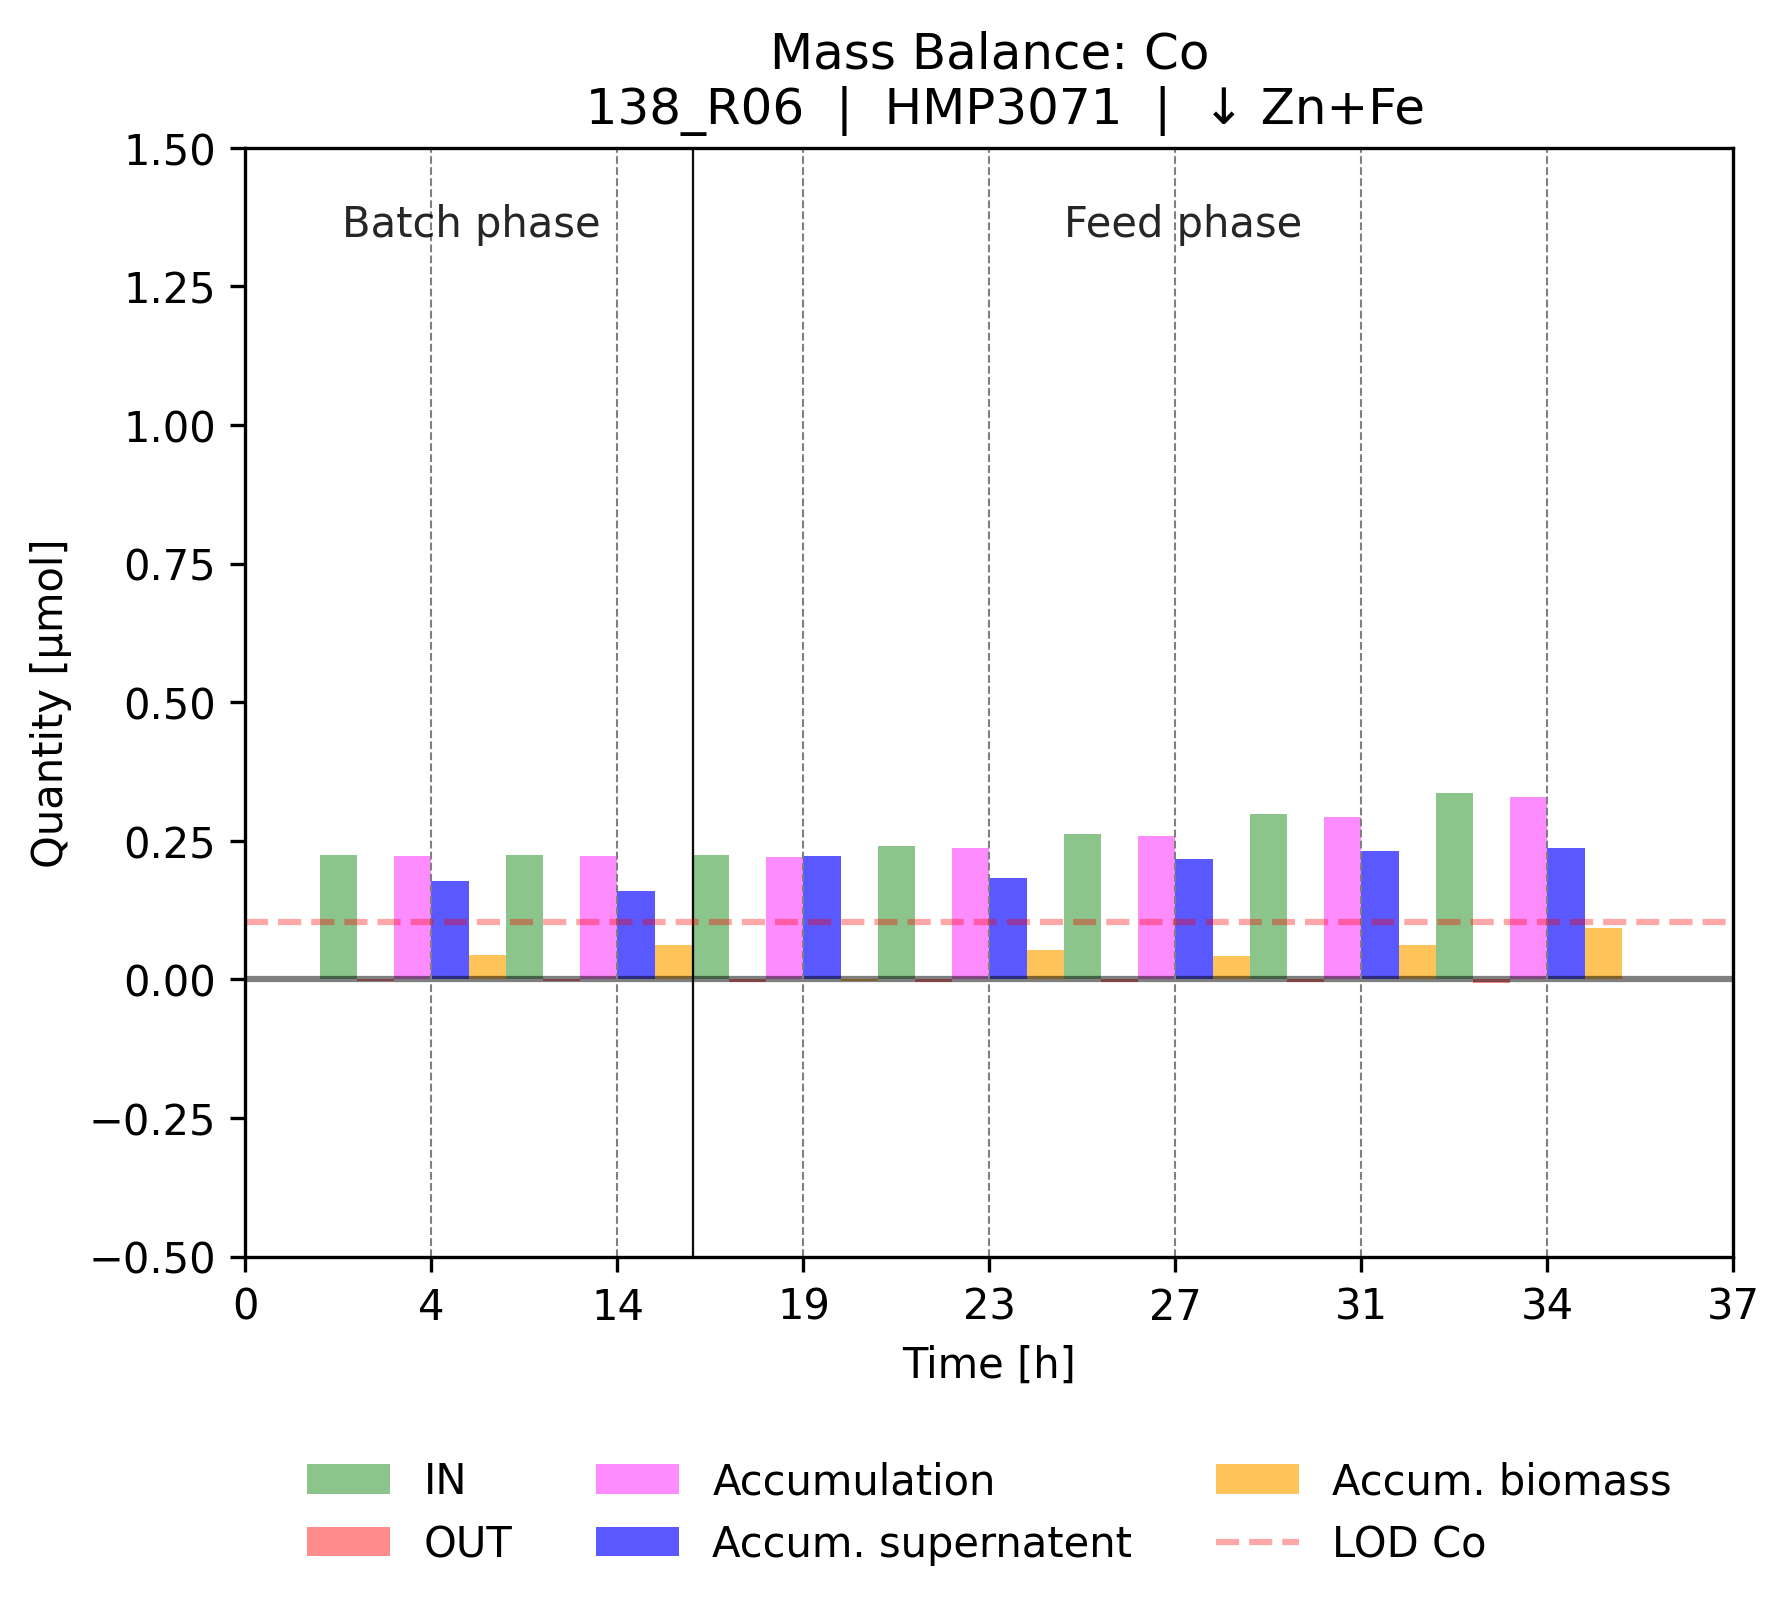 Mass Balance: Co
138_R06 | HMP3071 | ↓ Zn+Fe
Batch phase
Feed phase
1.50
1.25
1.00
0.75
0.50
0.25
0.00
−0.25
−0.50
Quantity [µmol]
0 4 14 19 23 27 31 34 37
Time [h]
IN Accumulation Accum. biomass
OUT Accum. supernatent LOD Co